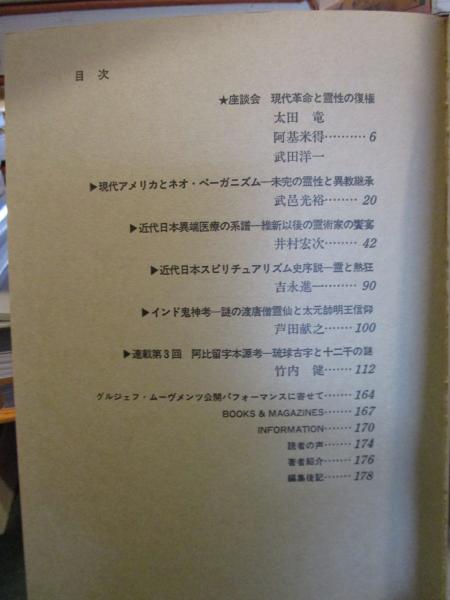 目 次
★座談会 現代革命と霊性の復権
太田 竜
阿基米得………6
武田洋一
▶現代アメリカとネオ・ペーガニズム―未完の霊性と異教継承
武邑光裕………20
▶近代日本異端医療の系譜―維新以後の霊術家の饗宴
井村宏次………42
▶近代日本スピリチュアリズム史序説―霊と熱狂
吉永進一………90
▶インド鬼神考―謎の渡唐僧霊仙と太元帥明王信仰
芦田献之………100
▶連載第3回 阿比留字本源考―琉球古字と十二干の謎
竹内 健………112
グルジェフ・ムーヴメンツ公開パフォーマンスに寄せて………164
BOOKS & MAGAZINES………167
INFORMATION………170
読者の声………174
著者紹介………176
編集後記………178